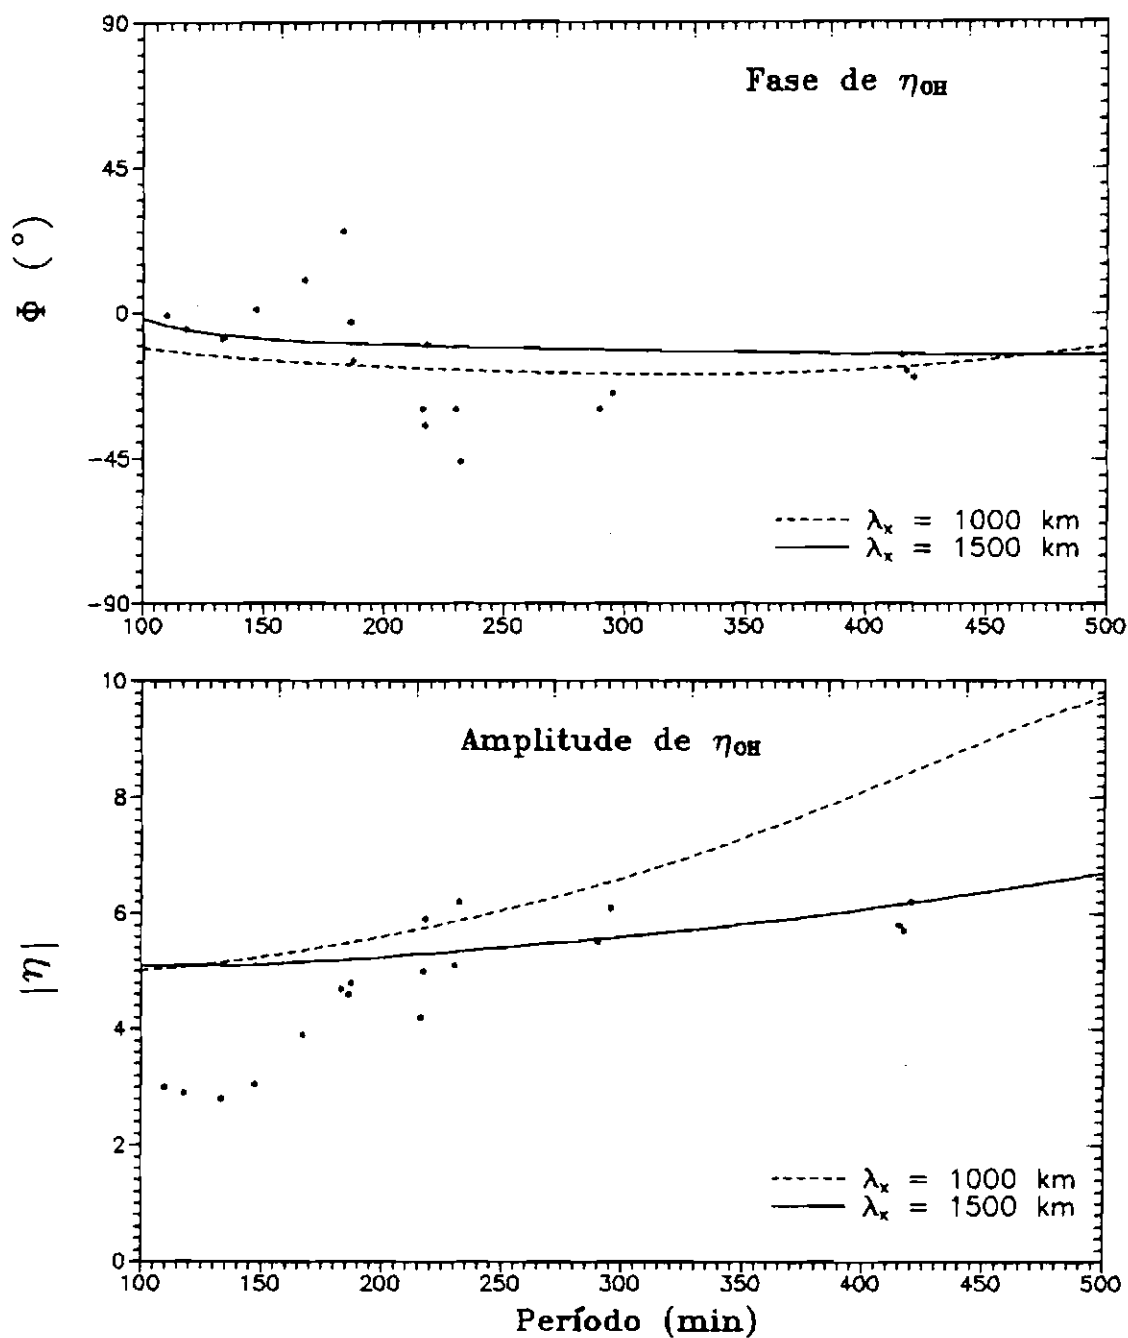 90
Fase de ηOH
45
Φ (°)
0
-45
λx = 1000 km
λx = 1500 km
-90
100 150 200 250 300 350 400 450 500
10
Amplitude de ηOH
8
6
|η|
4
2
λx = 1000 km
λx = 1500 km
0
100 150 200 250 300 350 400 450 500
Período (min)